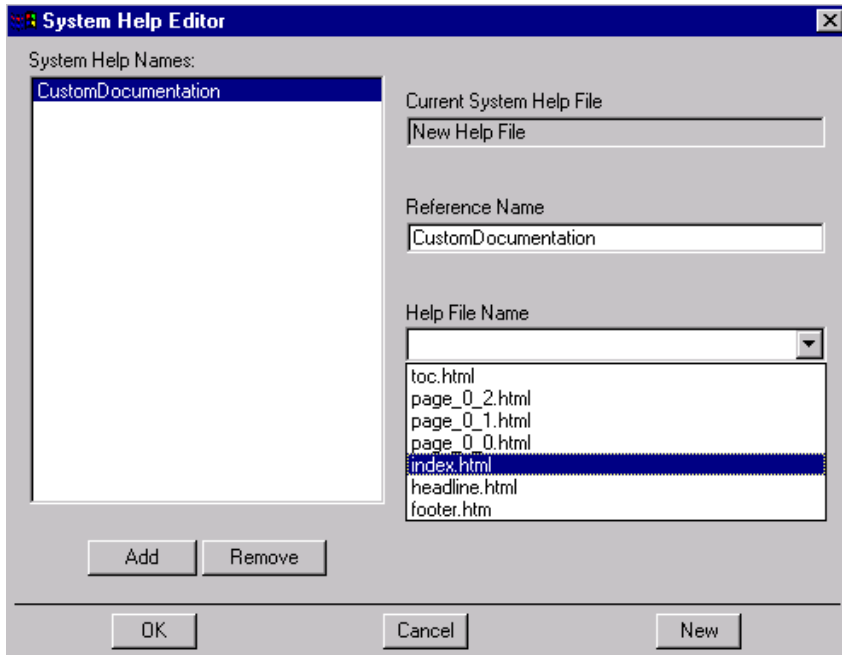 System Help Editor
System Help Names:
CustomDocumentation
Current System Help File
New Help File
Reference Name
CustomDocumentation
Help File Name
toc.html
page_0_2.html
page_0_1.html
page_0_0.html
index.html
headline.html
footer.htm
Add Remove
OK Cancel New